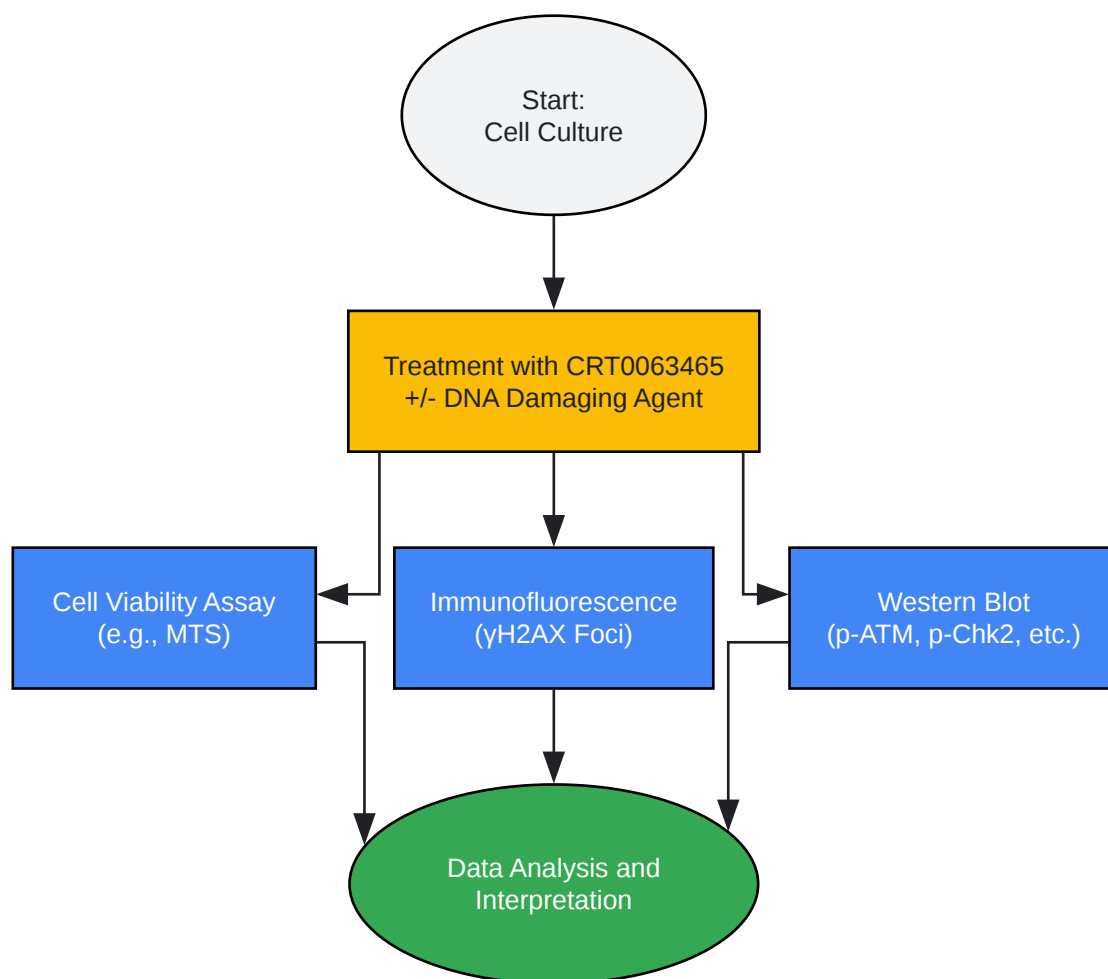 Start:
Cell Culture
Treatment with CRT0063465
+/- DNA Damaging Agent
Cell Viability Assay
(e.g., MTS)
Immunofluorescence
(γH2AX Foci)
Western Blot
(p-ATM, p-Chk2, etc.)
Data Analysis and
Interpretation